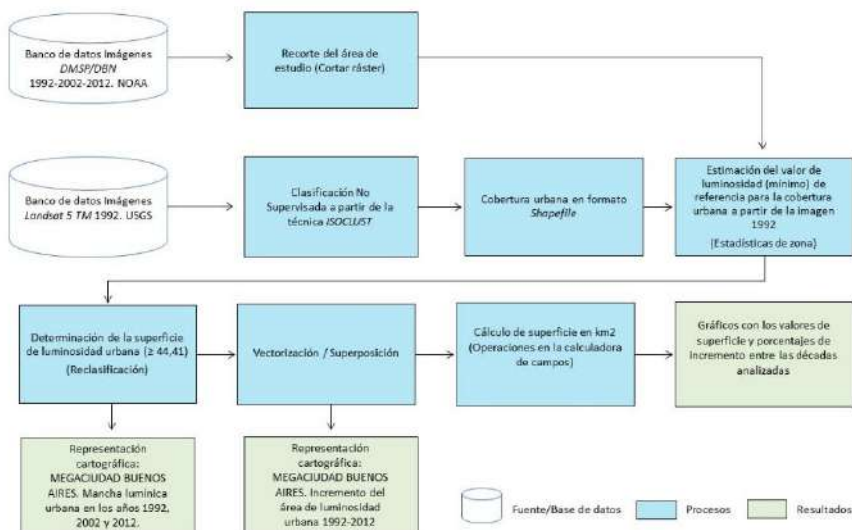 Banco de datos Imágenes
DMSP/DBN
1992-2002-2012. NOAA
Recorte del área de
estudio (Cortar ráster)
Banco de datos Imágenes
Landsat 5 TM 1992. USGS
Clasificación No
Supervisada a partir de la
técnica ISOCLUST
Cobertura urbana en formato
Shapefile
Estimación del valor de
luminosidad (mínimo) de
referencia para la cobertura
urbana a partir de la imagen
1992
(Estadísticas de zona)
Determinación de la superficie
de luminosidad urbana (≥ 44,41)
(Reclasificación)
Vectorización / Superposición
Cálculo de superficie en km2
(Operaciones en la calculadora
de campos)
Gráficos con los valores de
superficie y porcentajes de
Incremento entre las décadas
analizadas
Representación
cartográfica:
MEGACIUDAD BUENOS
AIRES. Mancha lumínica
urbana en los años 1992,
2002 y 2012.
Representación
cartográfica:
MEGACIUDAD BUENOS
AIRES. Incremento del
área de luminosidad
urbana 1992-2012
Fuente/Base de datos
Procesos
Resultados